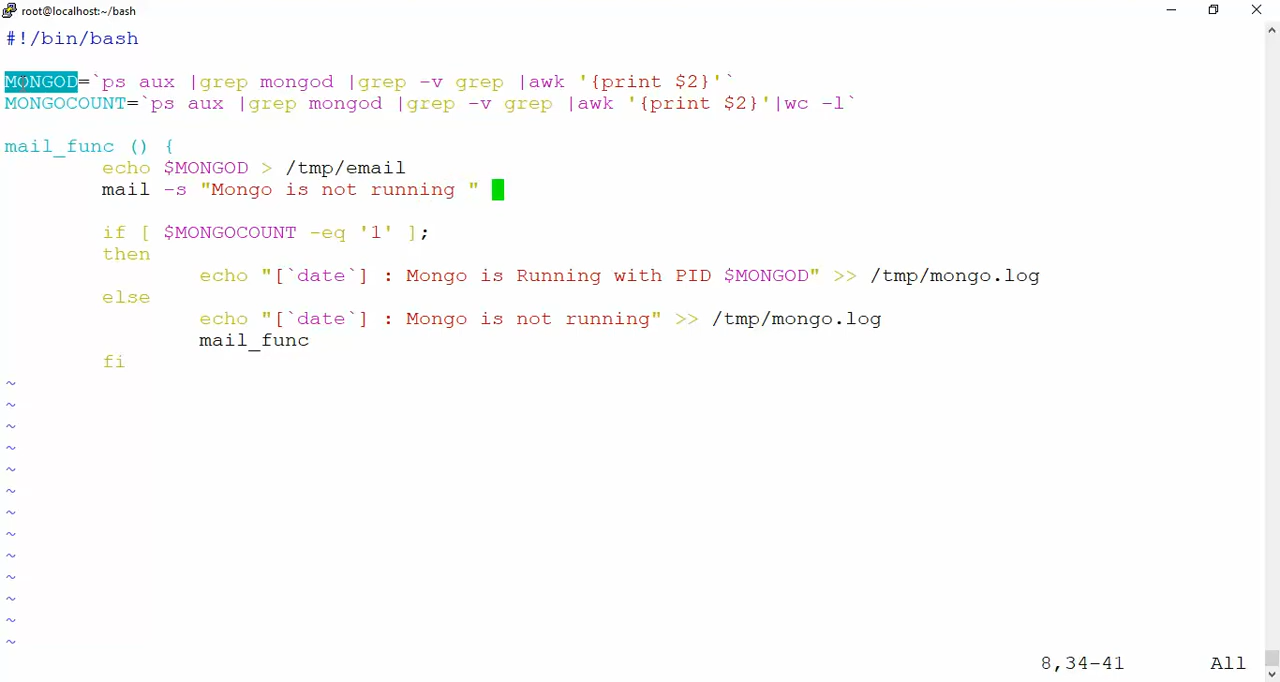 root@localhost:~/bash
#!/bin/bash
MONGOD=`ps aux |grep mongod |grep -v grep |awk '{print $2}'`
MONGOCOUNT=`ps aux |grep mongod |grep -v grep |awk '{print $2}'|wc -l`
mail_func () {
echo $MONGOD > /tmp/email
mail -s "Mongo is not running "
if [ $MONGOCOUNT -eq '1' ];
then
echo "[`date`] : Mongo is Running with PID $MONGOD" >> /tmp/mongo.log
else
echo "[`date`] : Mongo is not running" >> /tmp/mongo.log
mail_func
fi
~
~
~
~
~
~
~
~
~
~
~
~
~
8,34-41 All